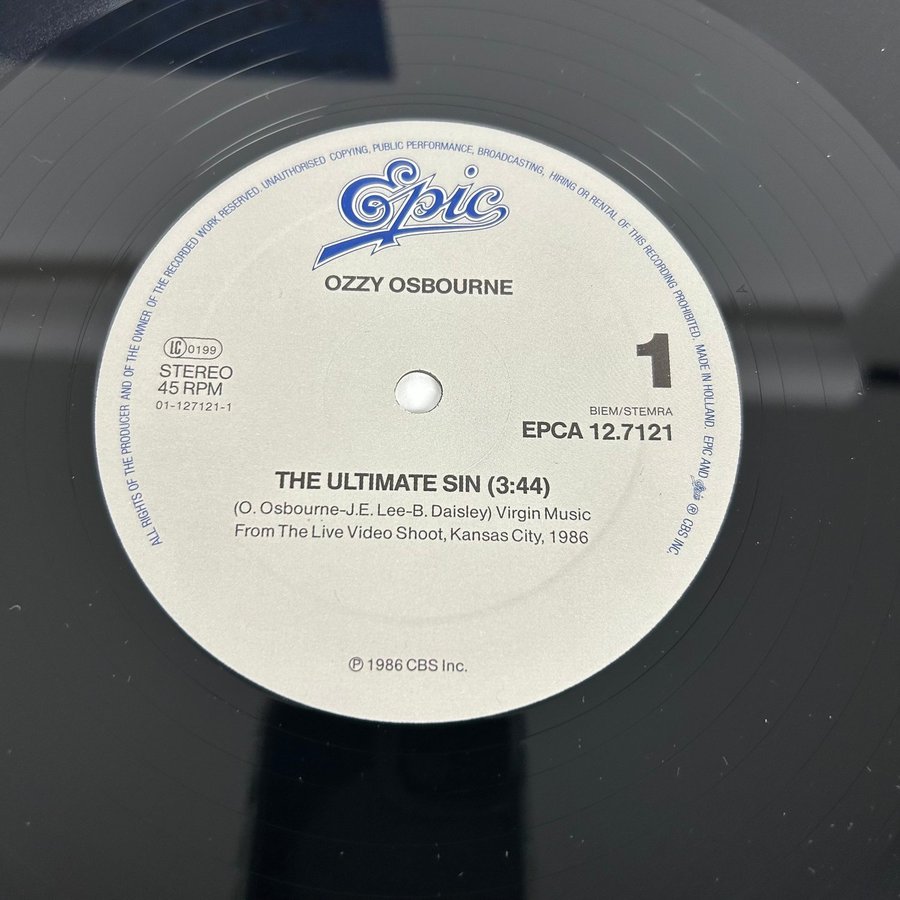 ALL RIGHTS OF THE PRODUCER AND OF THE OWNER OF THE RECORDED WORK RESERVED. UNAUTHORISED COPYING, PUBLIC PERFORMANCE, BROADCASTING, HIRING OR RENTAL OF THIS RECORDING PROHIBITED. MADE IN HOLLAND. EPIC AND Epic ® CBS INC.
Epic
OZZY OSBOURNE
LC 0199
STEREO
45 RPM
01-127121-1
1
BIEM/STEMRA
EPCA 12.7121
THE ULTIMATE SIN (3:44)
(O. Osbourne-J.E. Lee-B. Daisley) Virgin Music
From The Live Video Shoot, Kansas City, 1986
℗ 1986 CBS Inc.